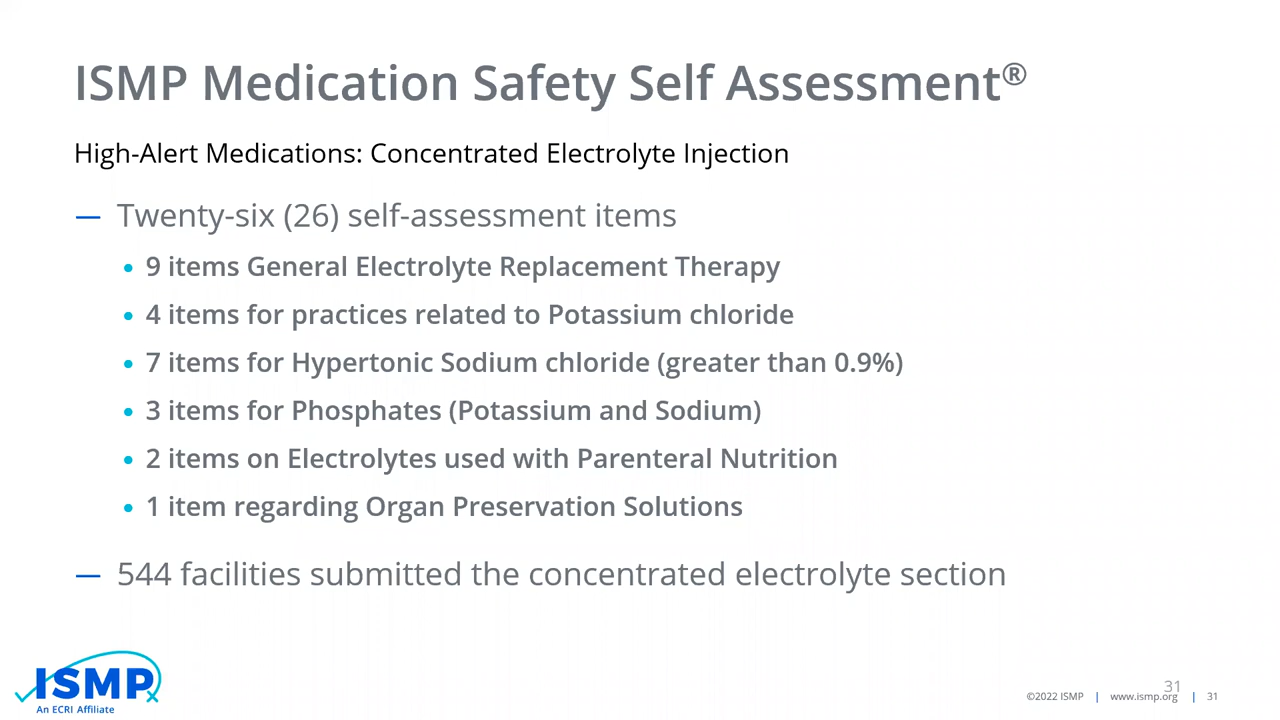 ISMP Medication Safety Self Assessment®
High-Alert Medications: Concentrated Electrolyte Injection
— Twenty-six (26) self-assessment items
• 9 items General Electrolyte Replacement Therapy
• 4 items for practices related to Potassium chloride
• 7 items for Hypertonic Sodium chloride (greater than 0.9%)
• 3 items for Phosphates (Potassium and Sodium)
• 2 items on Electrolytes used with Parenteral Nutrition
• 1 item regarding Organ Preservation Solutions
— 544 facilities submitted the concentrated electrolyte section
ISMP
An ECRI Affiliate
31
©2022 ISMP | www.ismp.org | 31